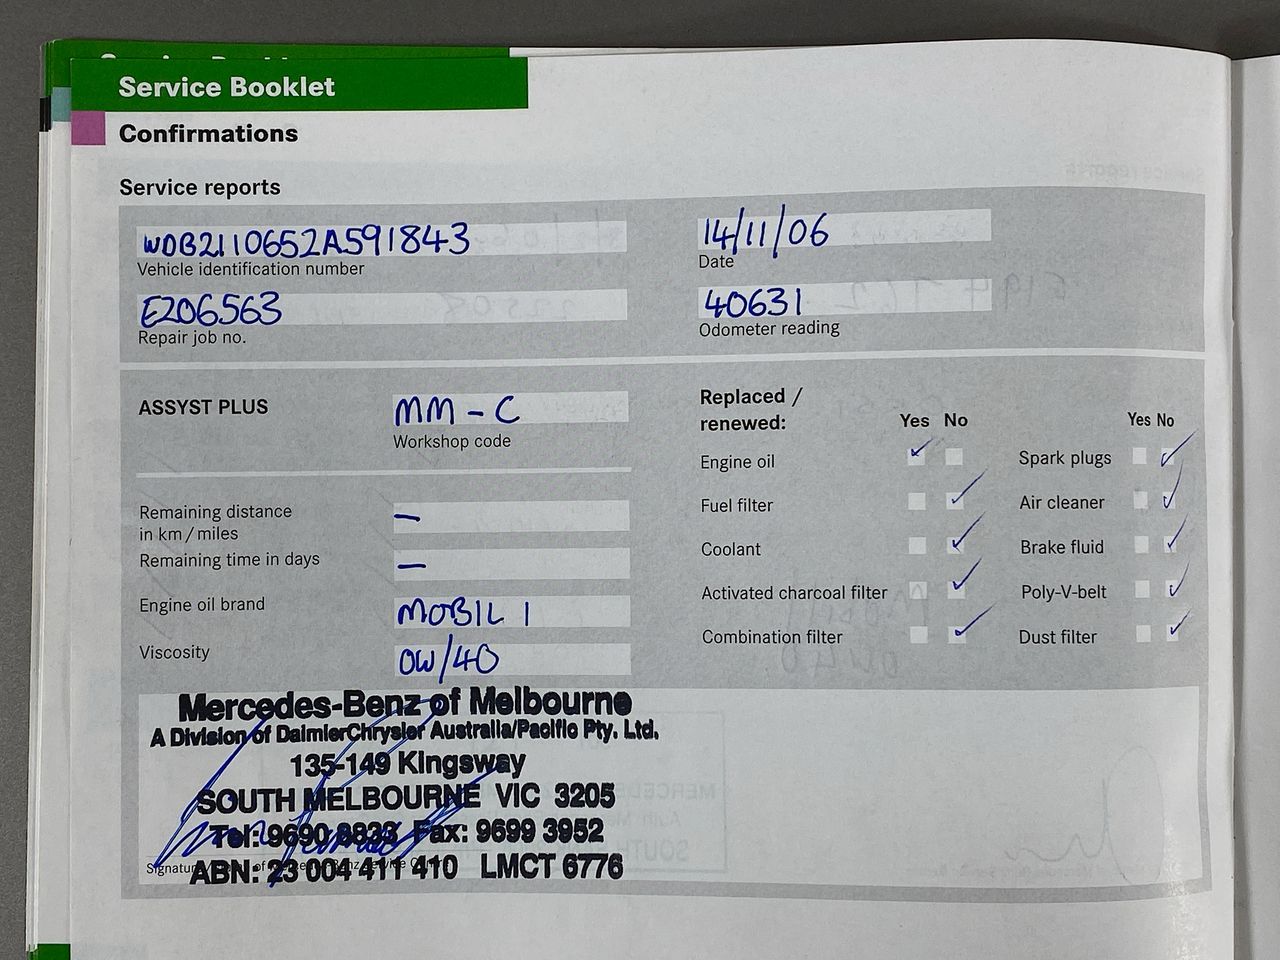 Service Booklet
Confirmations
Service reports
WDB2110652A591843
Vehicle identification number
14/11/06
Date
E206563
Repair job no.
40631
Odometer reading
ASSYST PLUS
MM - C
Workshop code
Replaced /
renewed:
Yes No
Yes No
Engine oil
Spark plugs
Fuel filter
Air cleaner
Coolant
Brake fluid
Activated charcoal filter
Poly-V-belt
Combination filter
Dust filter
Remaining distance
in km / miles
–
Remaining time in days
–
Engine oil brand
MOBIL 1
Viscosity
0W/40
Mercedes-Benz of Melbourne
A Division of DaimlerChrysler Australia/Pacific Pty. Ltd.
135-149 Kingsway
SOUTH MELBOURNE VIC 3205
Tel: 9690 8833 Fax: 9699 3952
ABN: 23 004 411 410 LMCT 6776